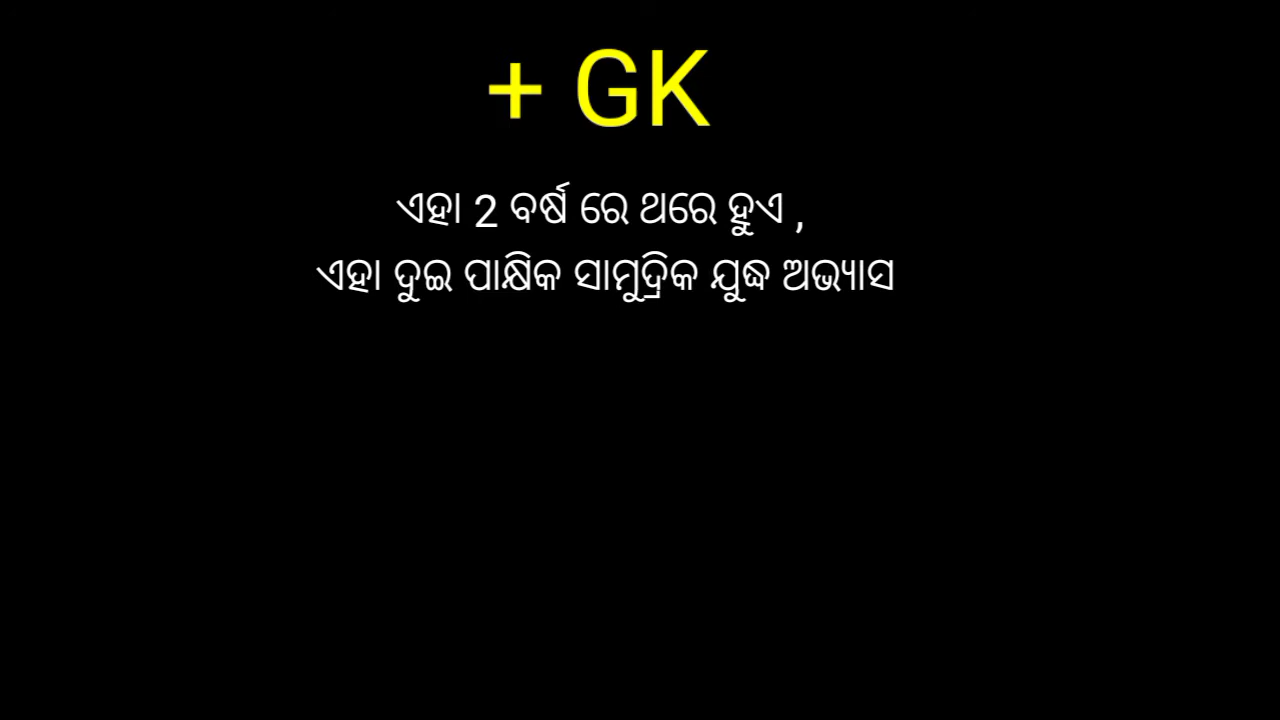 + GK
ଏହା 2 ବର୍ଷ ରେ ଥରେ ହୁଏ ,
ଏହା ଦୁଇ ପାକ୍ଷିକ ସାମୁଦ୍ରିକ ଯୁଦ୍ଧ ଅଭ୍ୟାସ